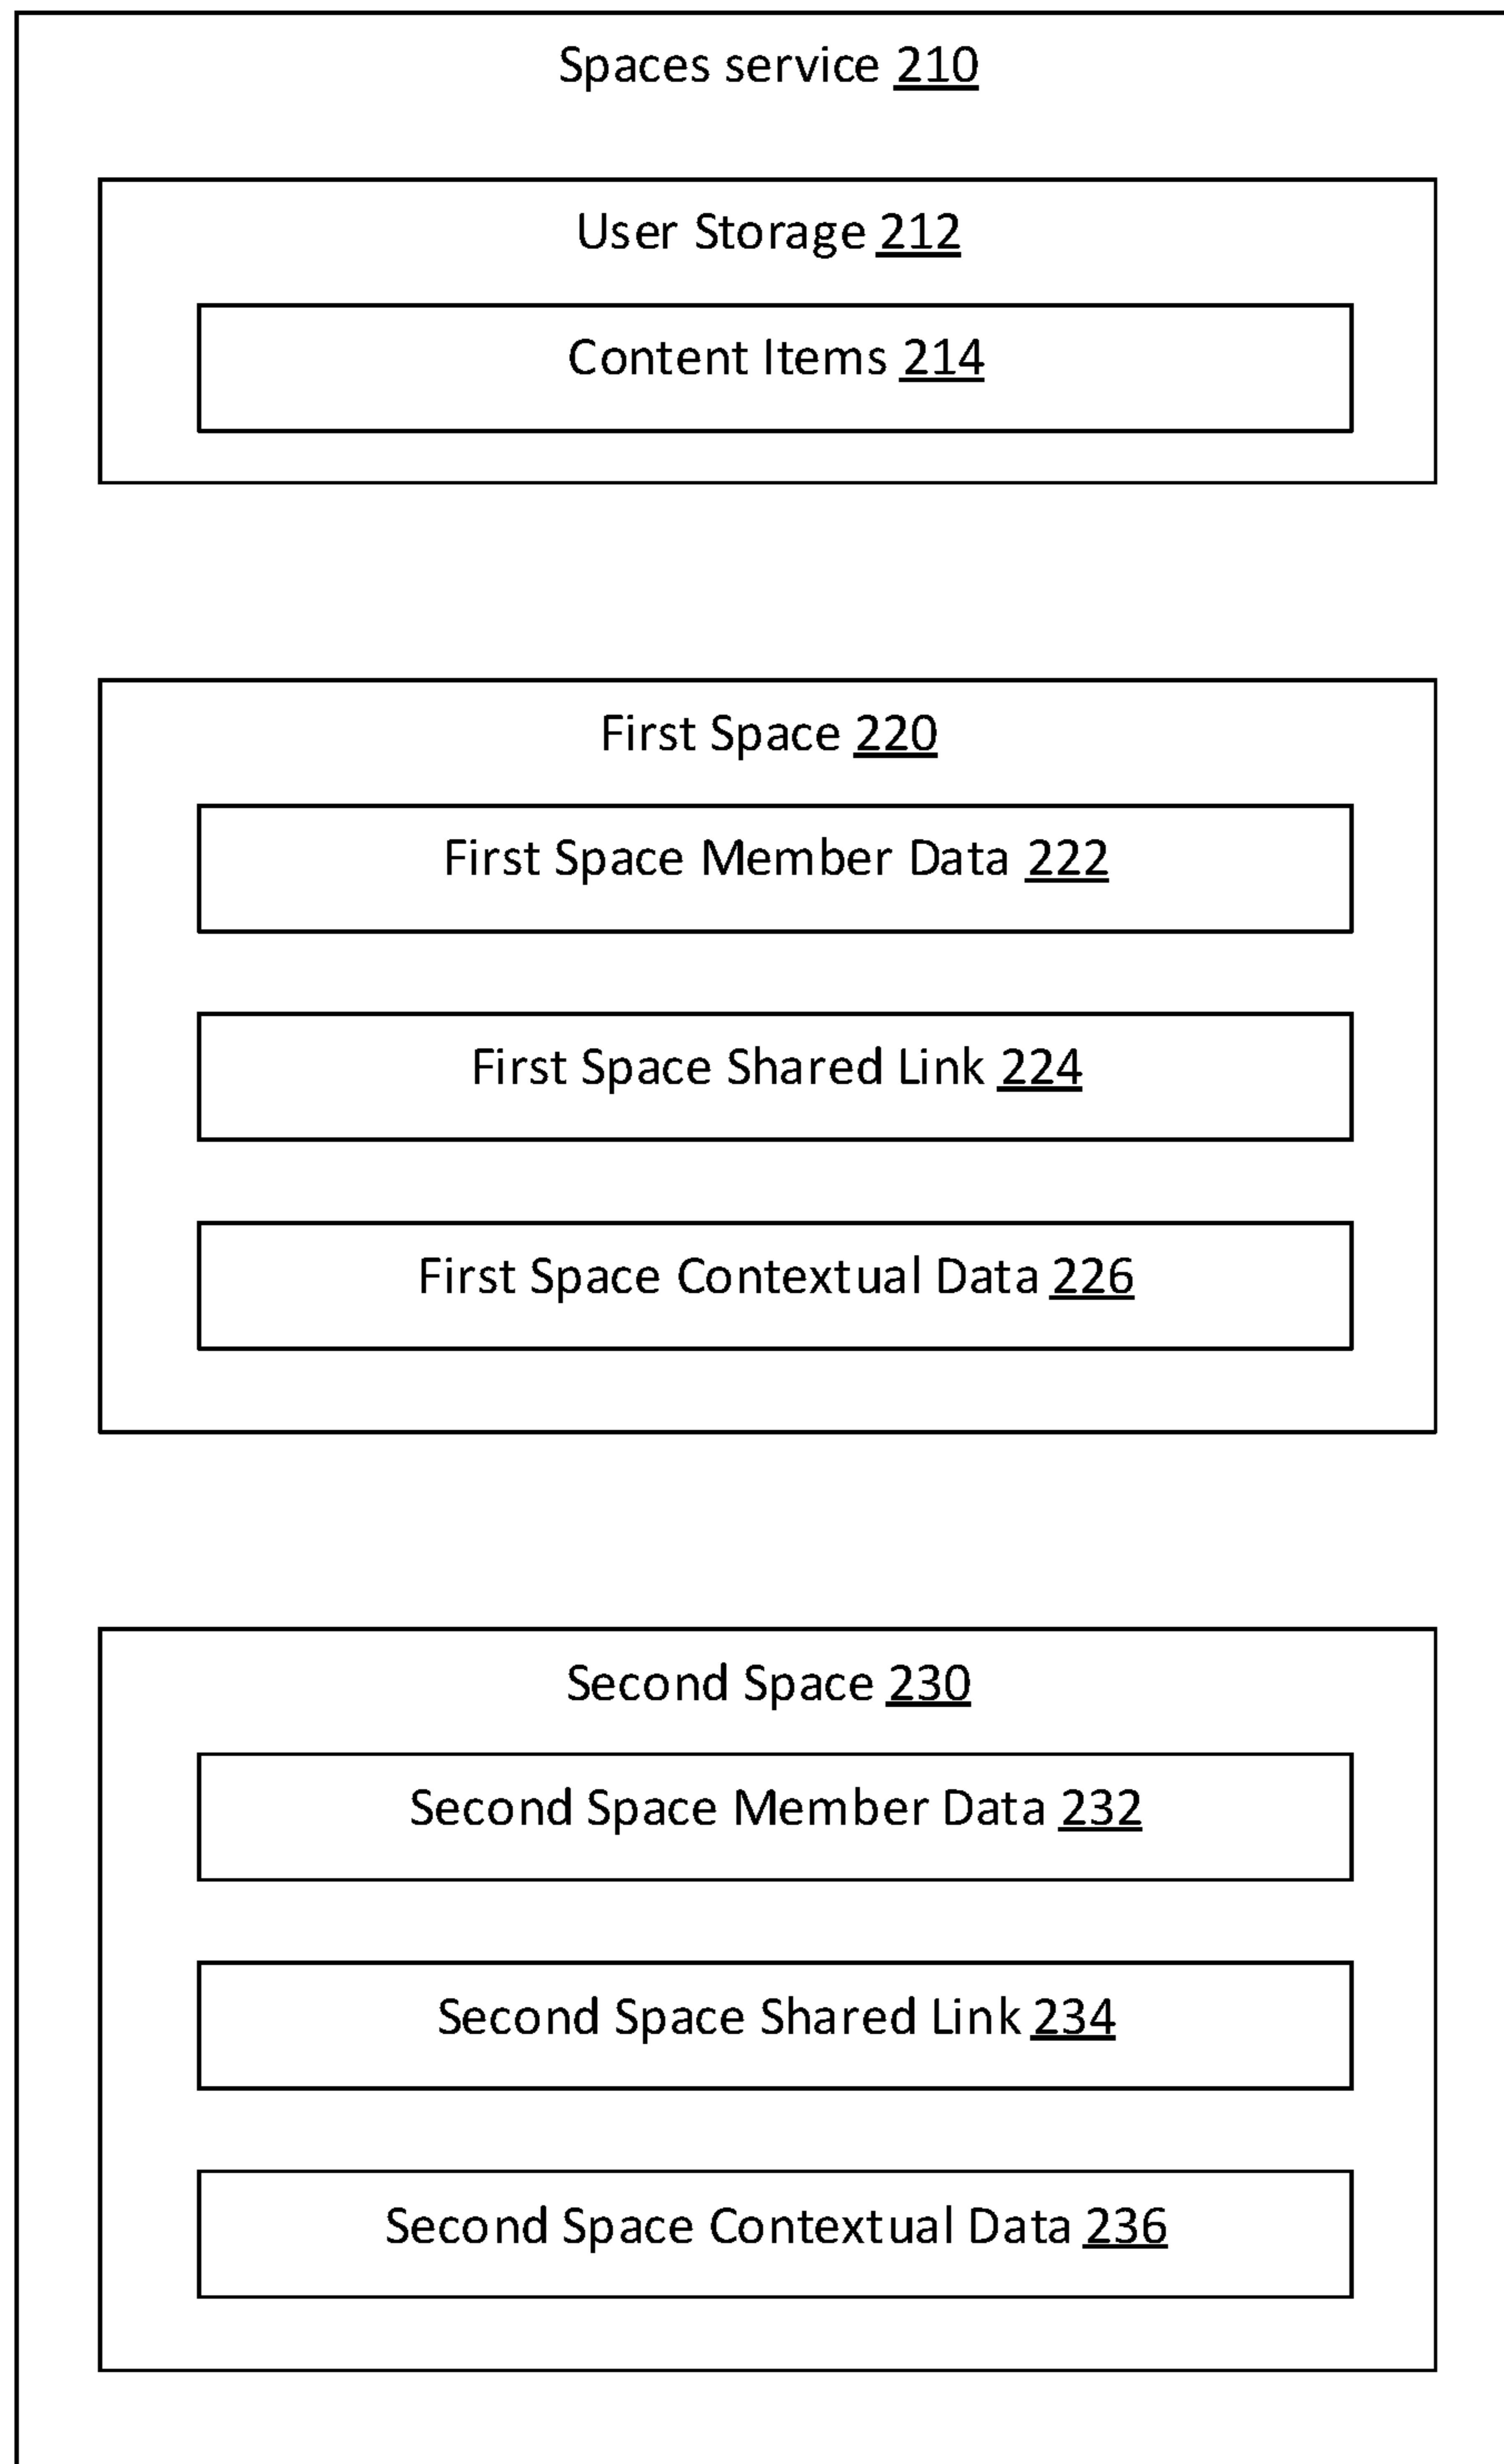 Spaces service 210
User Storage 212
Content Items 214
First Space 220
First Space Member Data 222
First Space Shared Link 224
First Space Contextual Data 226
Second Space 230
Second Space Member Data 232
Second Space Shared Link 234
Second Space Contextual Data 236